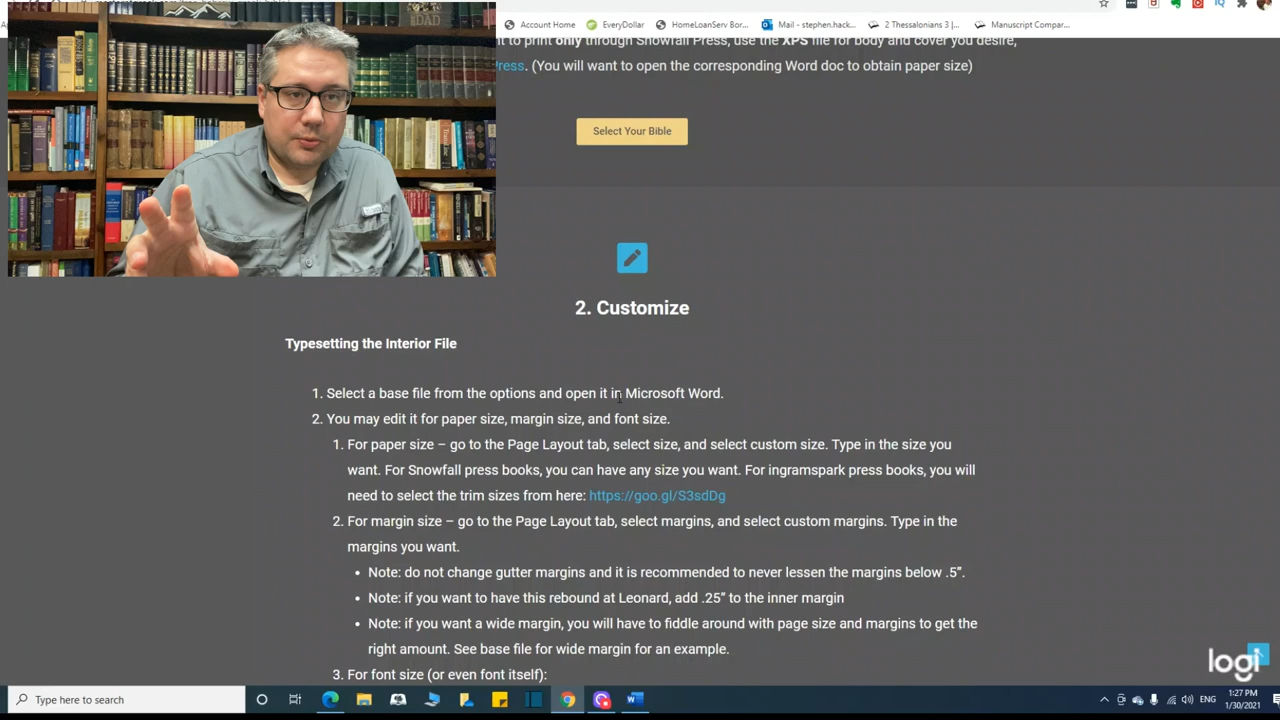 DAD
Account Home EveryDollar HomeLoanServ Bor... Mail - stephen.hack... 2 Thessalonians 3 |... Manuscript Compar...
t to print only through Snowfall Press, use the XPS file for body and cover you desire,
ress. (You will want to open the corresponding Word doc to obtain paper size)
Select Your Bible
2. Customize
Typesetting the Interior File
1. Select a base file from the options and open it in Microsoft Word.
2. You may edit it for paper size, margin size, and font size.
1. For paper size – go to the Page Layout tab, select size, and select custom size. Type in the size you
want. For Snowfall press books, you can have any size you want. For ingramspark press books, you will
need to select the trim sizes from here: https://goo.gl/S3sdDg
2. For margin size – go to the Page Layout tab, select margins, and select custom margins. Type in the
margins you want.
• Note: do not change gutter margins and it is recommended to never lessen the margins below .5”.
• Note: if you want to have this rebound at Leonard, add .25” to the inner margin
• Note: if you want a wide margin, you will have to fiddle around with page size and margins to get the
right amount. See base file for wide margin for an example.
3. For font size (or even font itself):
logi
Type here to search
ENG
1:27 PM
1/30/2021